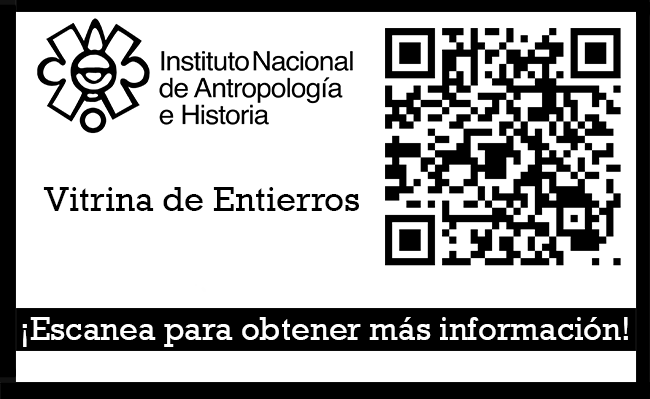 Instituto Nacional
de Antropología
e Historia
Vitrina de Entierros
¡Escanea para obtener más información!